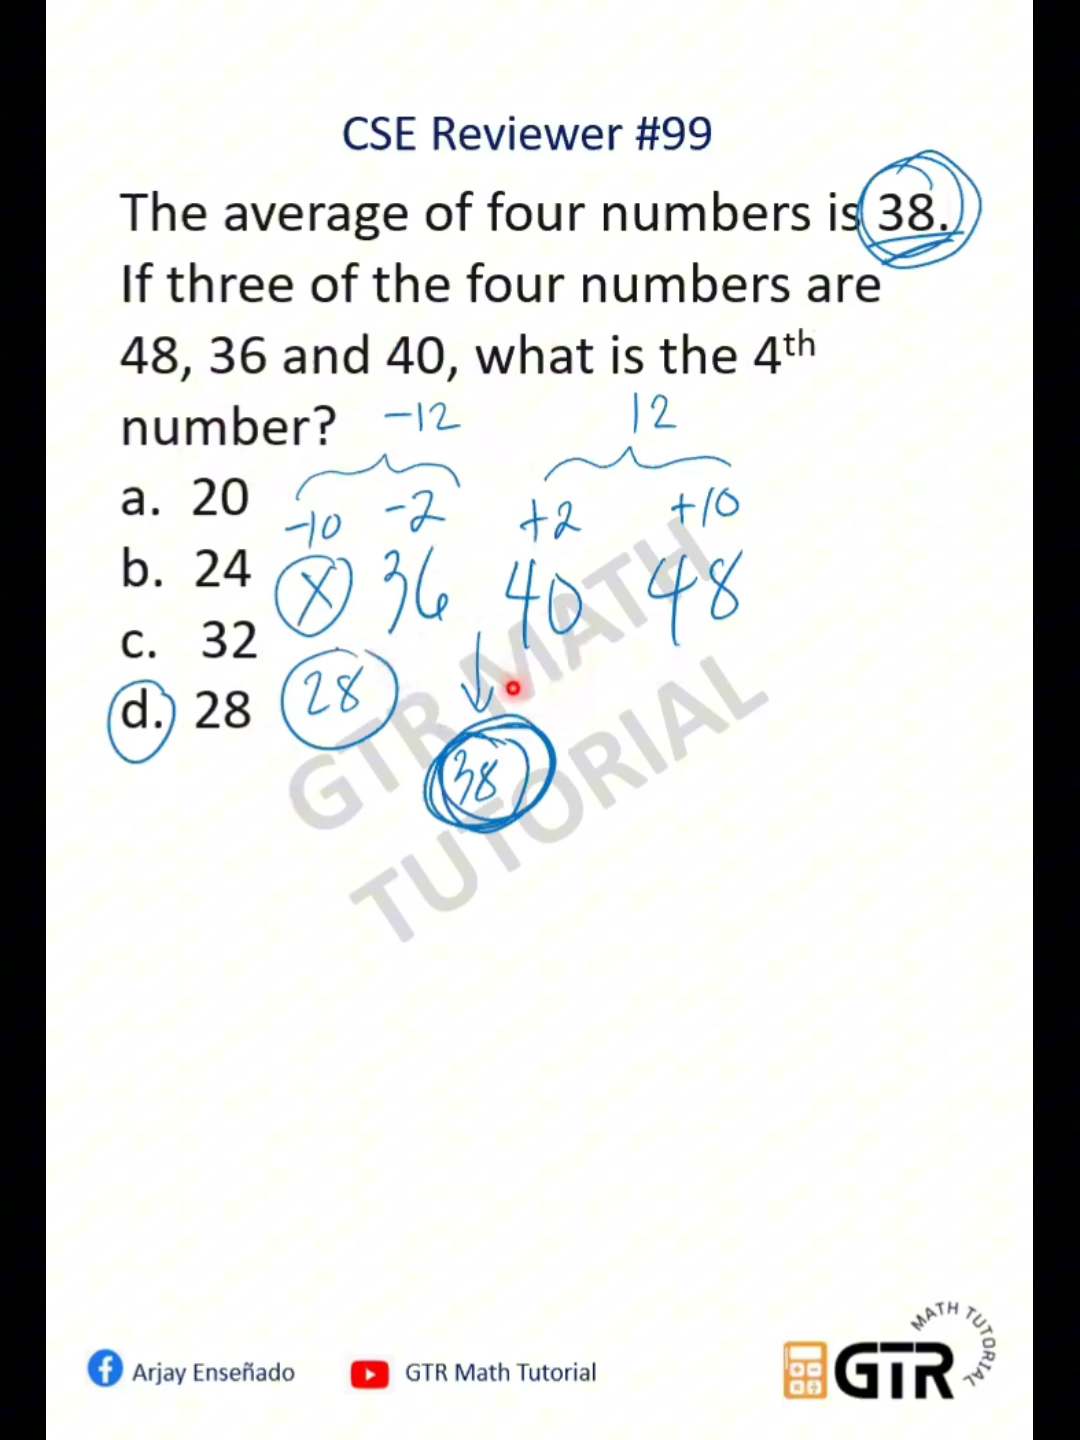 CSE Reviewer #99
The average of four numbers is 38.
If three of the four numbers are
48, 36 and 40, what is the 4th
number?
-12 12
a. 20
-10 -2 +2 +10
b. 24
X 36 40 48
c. 32
d. 28
28
38
GTR MATH
TUTORIAL
Arjay Enseñado
GTR Math Tutorial
GTR
MATH TUTORIAL